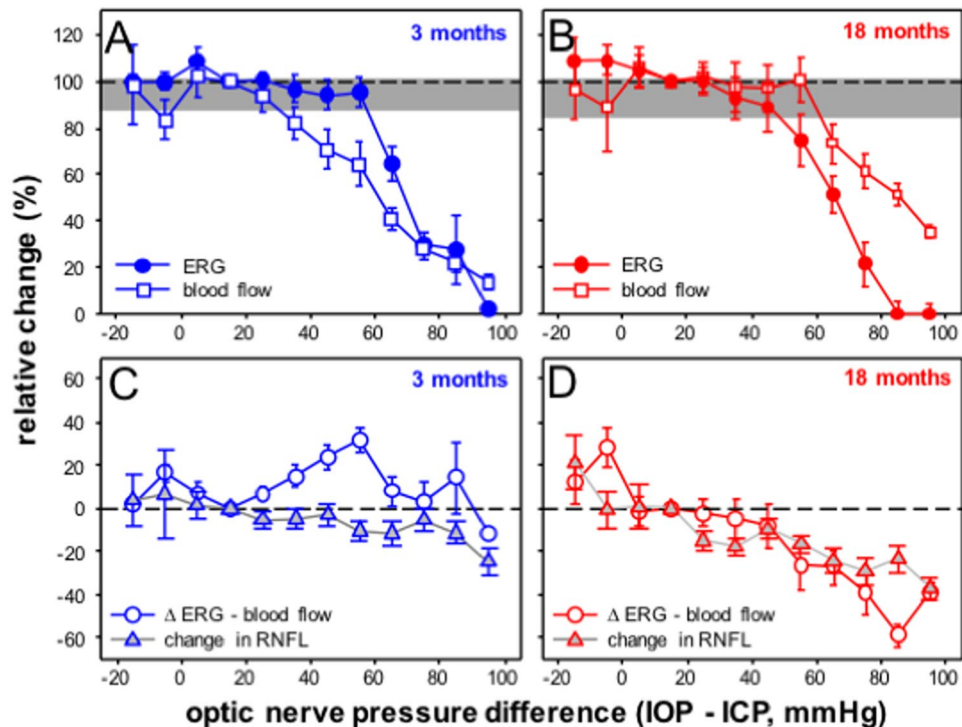 A
3 months
B
18 months
120
100
80
60
40
20
0
ERG
blood flow
ERG
blood flow
-20 0 20 40 60 80 100
-20 0 20 40 60 80 100
relative change (%)
C
3 months
D
18 months
60
40
20
0
-20
-40
-60
Δ ERG - blood flow
change in RNFL
Δ ERG - blood flow
change in RNFL
-20 0 20 40 60 80 100
-20 0 20 40 60 80 100
optic nerve pressure difference (IOP - ICP, mmHg)